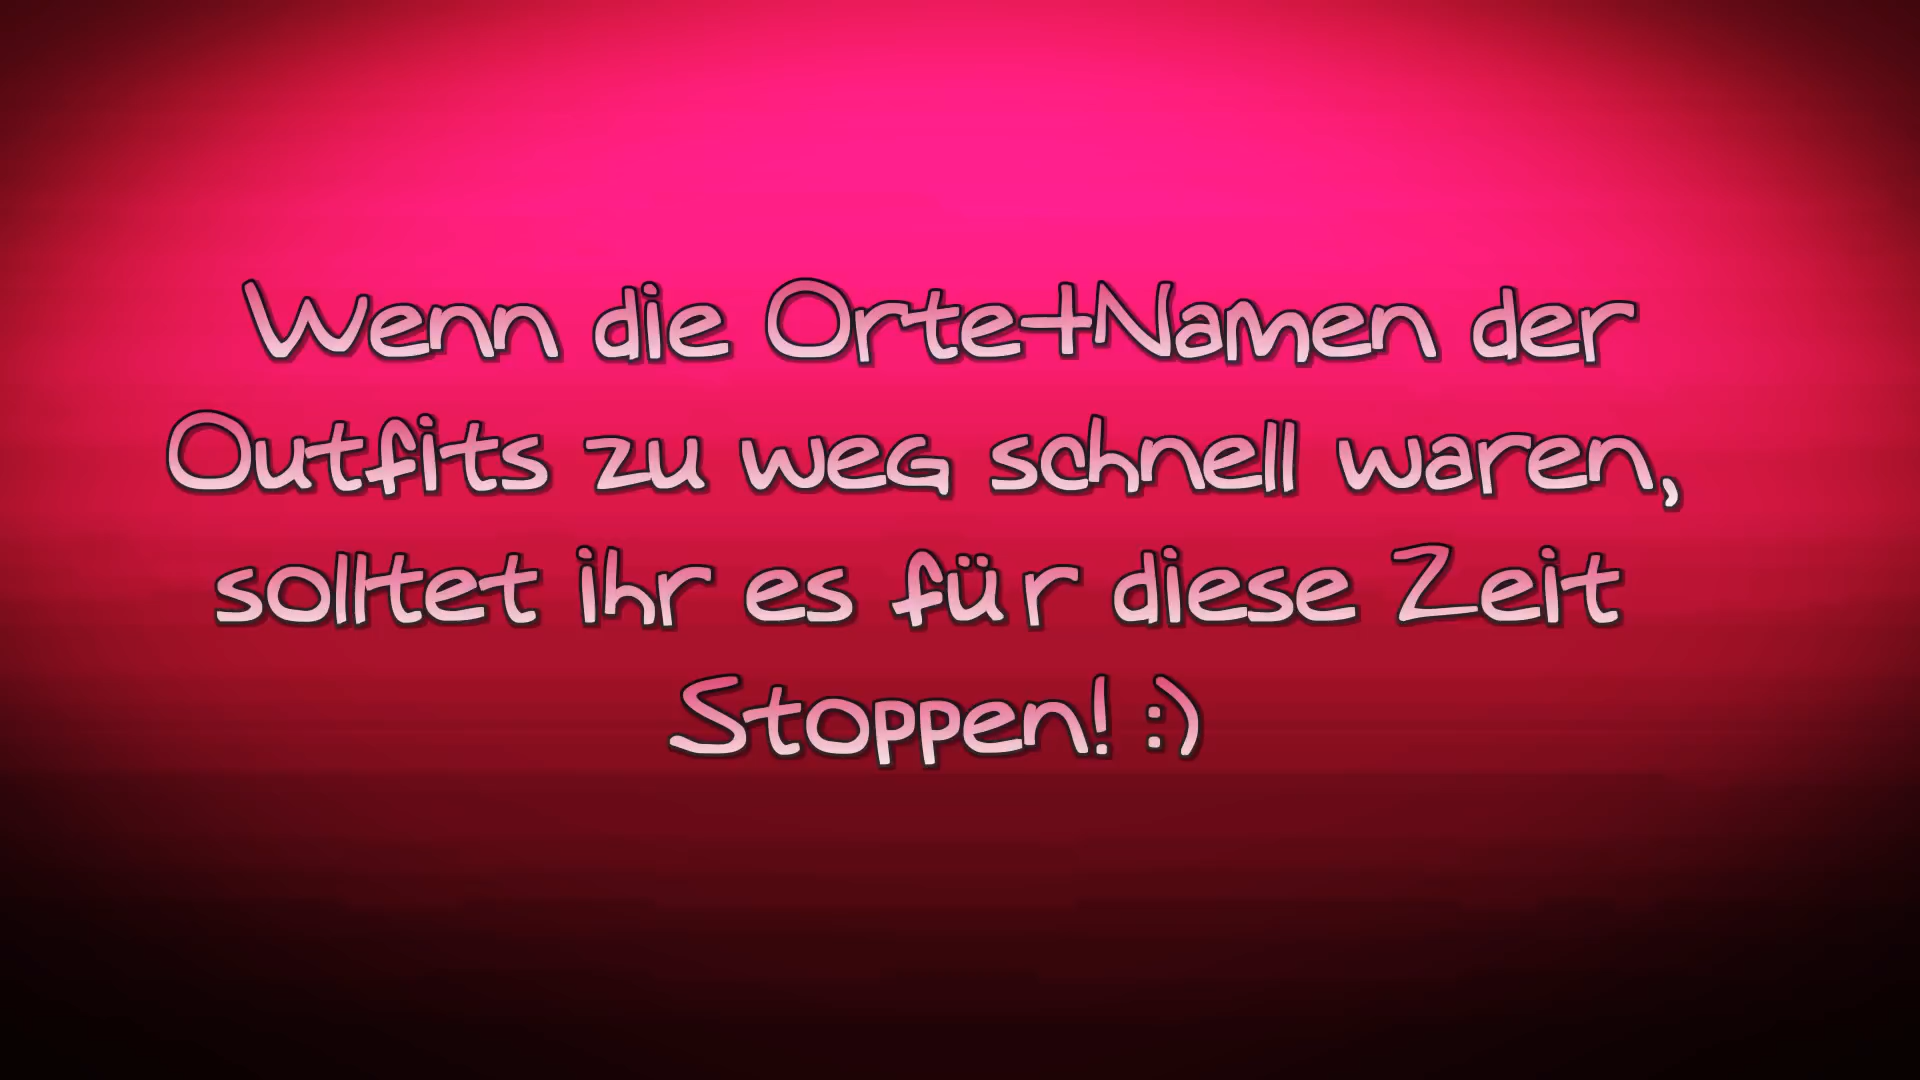 Wenn die Orte+Namen der
Outfits zu weg schnell waren,
solltet ihr es für diese Zeit
Stoppen! :)